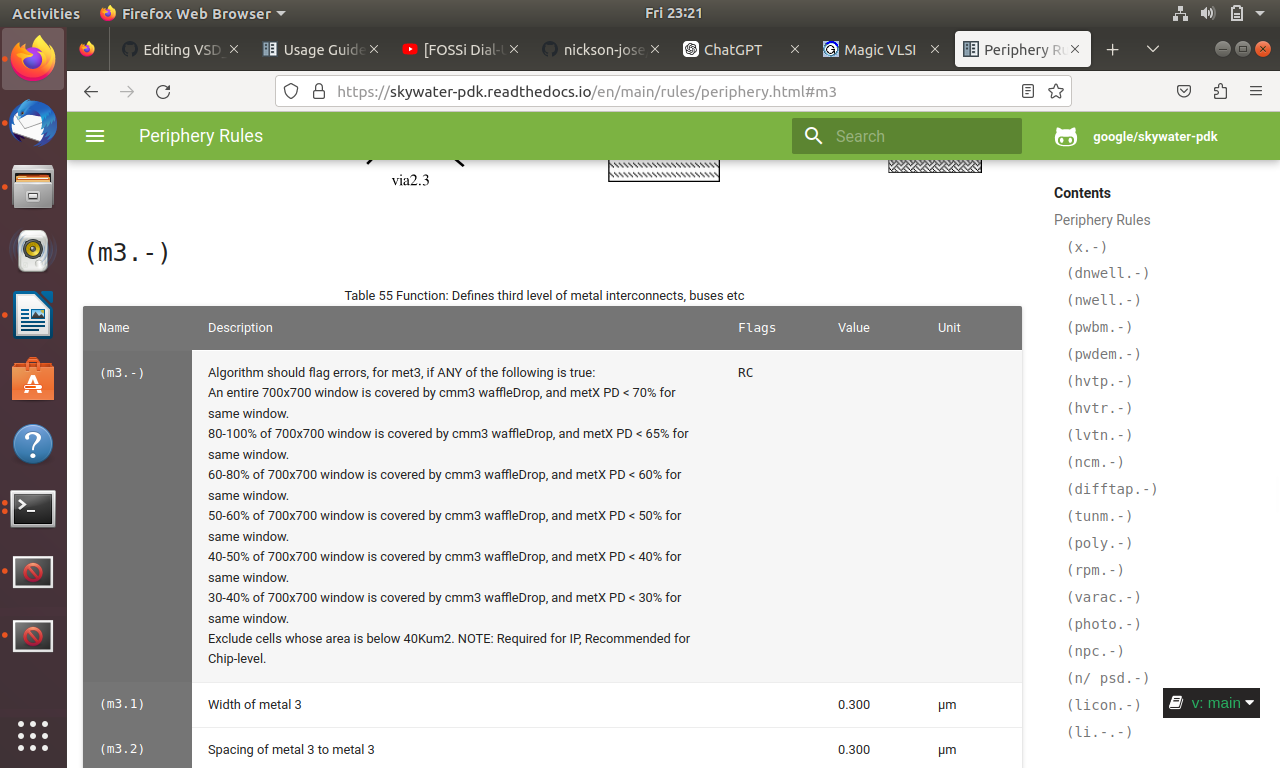 Activities
Firefox Web Browser
Fri 23:21
Editing VSD_
Usage Guide
[FOSSi Dial-U
nickson-jose
ChatGPT
Magic VLSI
Periphery Ru
https://skywater-pdk.readthedocs.io/en/main/rules/periphery.html#m3
Periphery Rules
Search
google/skywater-pdk
via2.3
(m3.-)
Table 55 Function: Defines third level of metal interconnects, buses etc
Name Description Flags Value Unit
(m3.-) Algorithm should flag errors, for met3, if ANY of the following is true: RC
An entire 700x700 window is covered by cmm3 waffleDrop, and metX PD < 70% for
same window.
80-100% of 700x700 window is covered by cmm3 waffleDrop, and metX PD < 65% for
same window.
60-80% of 700x700 window is covered by cmm3 waffleDrop, and metX PD < 60% for
same window.
50-60% of 700x700 window is covered by cmm3 waffleDrop, and metX PD < 50% for
same window.
40-50% of 700x700 window is covered by cmm3 waffleDrop, and metX PD < 40% for
same window.
30-40% of 700x700 window is covered by cmm3 waffleDrop, and metX PD < 30% for
same window.
Exclude cells whose area is below 40Kum2. NOTE: Required for IP, Recommended for
Chip-level.
(m3.1) Width of metal 3 0.300 µm
(m3.2) Spacing of metal 3 to metal 3 0.300 µm
Contents
Periphery Rules
(x.-)
(dnwell.-)
(nwell.-)
(pwbm.-)
(pwdem.-)
(hvtp.-)
(hvtr.-)
(lvtn.-)
(ncm.-)
(difftap.-)
(tunm.-)
(poly.-)
(rpm.-)
(varac.-)
(photo.-)
(npc.-)
(n/ psd.-)
(licon.-)
(li.-.-)
v: main